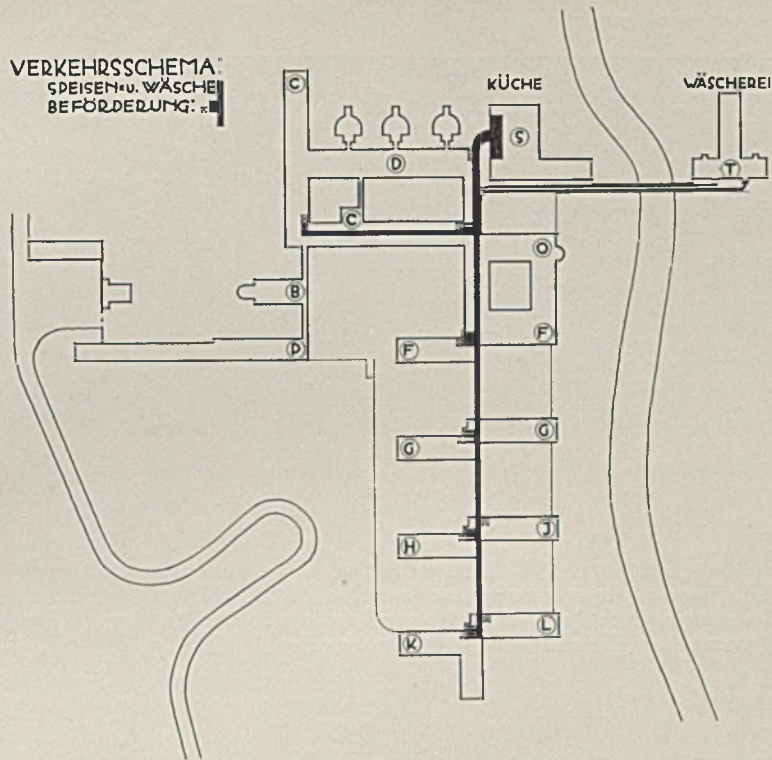 VERKEHRSSCHEMA:
SPEISEN=U. WÄSCHE
BEFÖRDERUNG:
KÜCHE
WÄSCHEREI
C
D
S
T
C
O
B
F
P
F
G
G
J
H
L
K